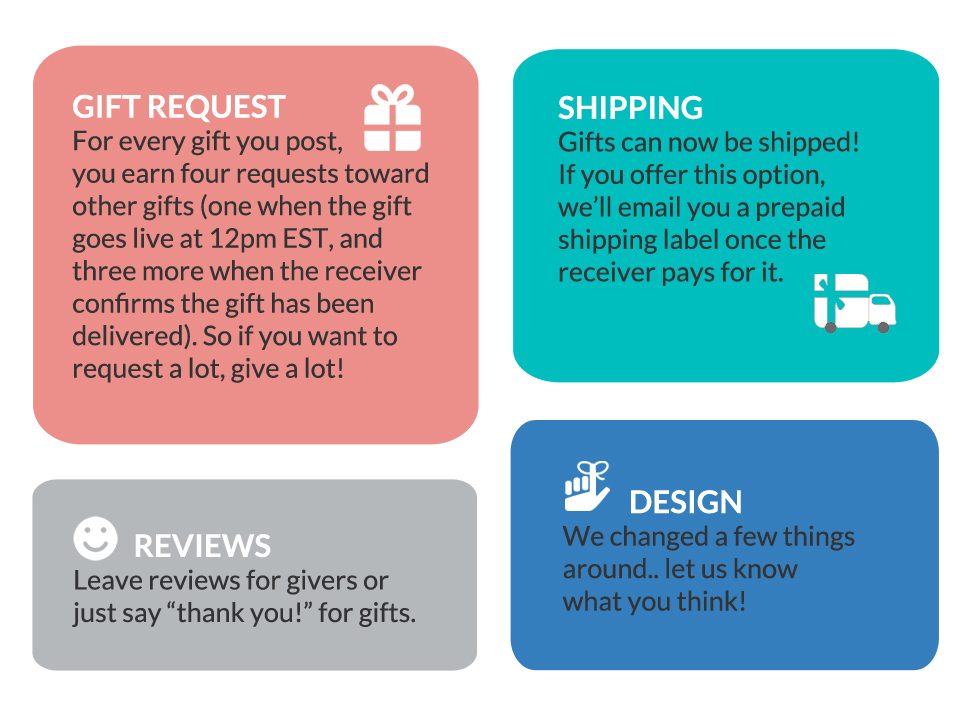 GIFT REQUEST
For every gift you post,
you earn four requests toward
other gifts (one when the gift
goes live at 12pm EST, and
three more when the receiver
confirms the gift has been
delivered). So if you want to
request a lot, give a lot!
SHIPPING
Gifts can now be shipped!
If you offer this option,
we’ll email you a prepaid
shipping label once the
receiver pays for it.
REVIEWS
Leave reviews for givers or
just say “thank you!” for gifts.
DESIGN
We changed a few things
around.. let us know
what you think!